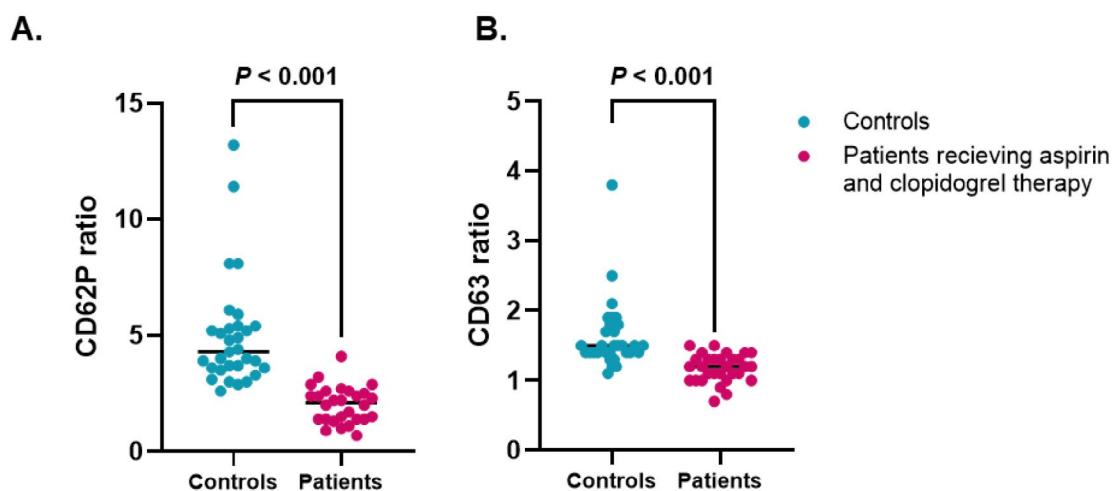 A.
P < 0.001
15
10
5
0
CD62P ratio
Controls Patients
B.
P < 0.001
5
4
3
2
1
0
CD63 ratio
Controls Patients
Controls
Patients recieving aspirin
and clopidogrel therapy